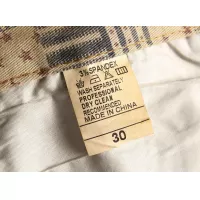 3%SPANDEX
WASH SEPARATELY
PROFESSIONAL
DRY CLEAN
RECOMMENDED
MADE IN CHINA
30